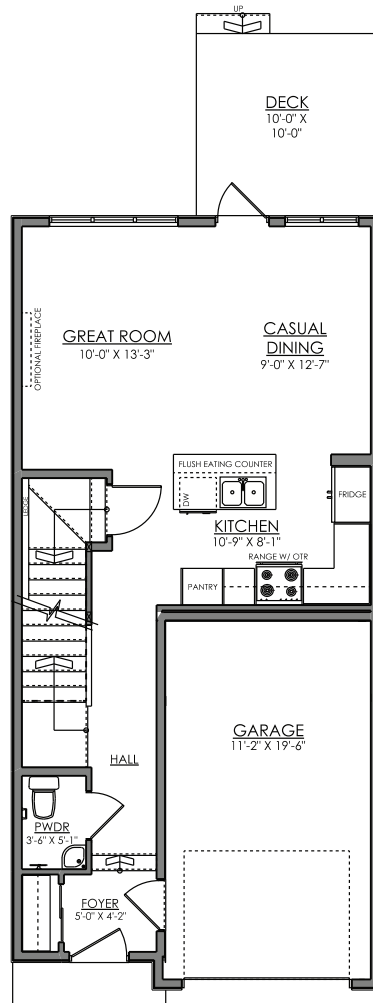 UP
DECK
10'-0" X
10'-0"
OPTIONAL FIREPLACE
GREAT ROOM
10'-0" X 13'-3"
CASUAL
DINING
9'-0" X 12'-7"
FLUSH EATING COUNTER
DW
FRIDGE
LEDGE
KITCHEN
10'-9" X 8'-1"
RANGE W/ OTR
PANTRY
GARAGE
11'-2" X 19'-6"
HALL
PWDR
3'-6" X 5'-1"
FOYER
5'-0" X 4'-2"